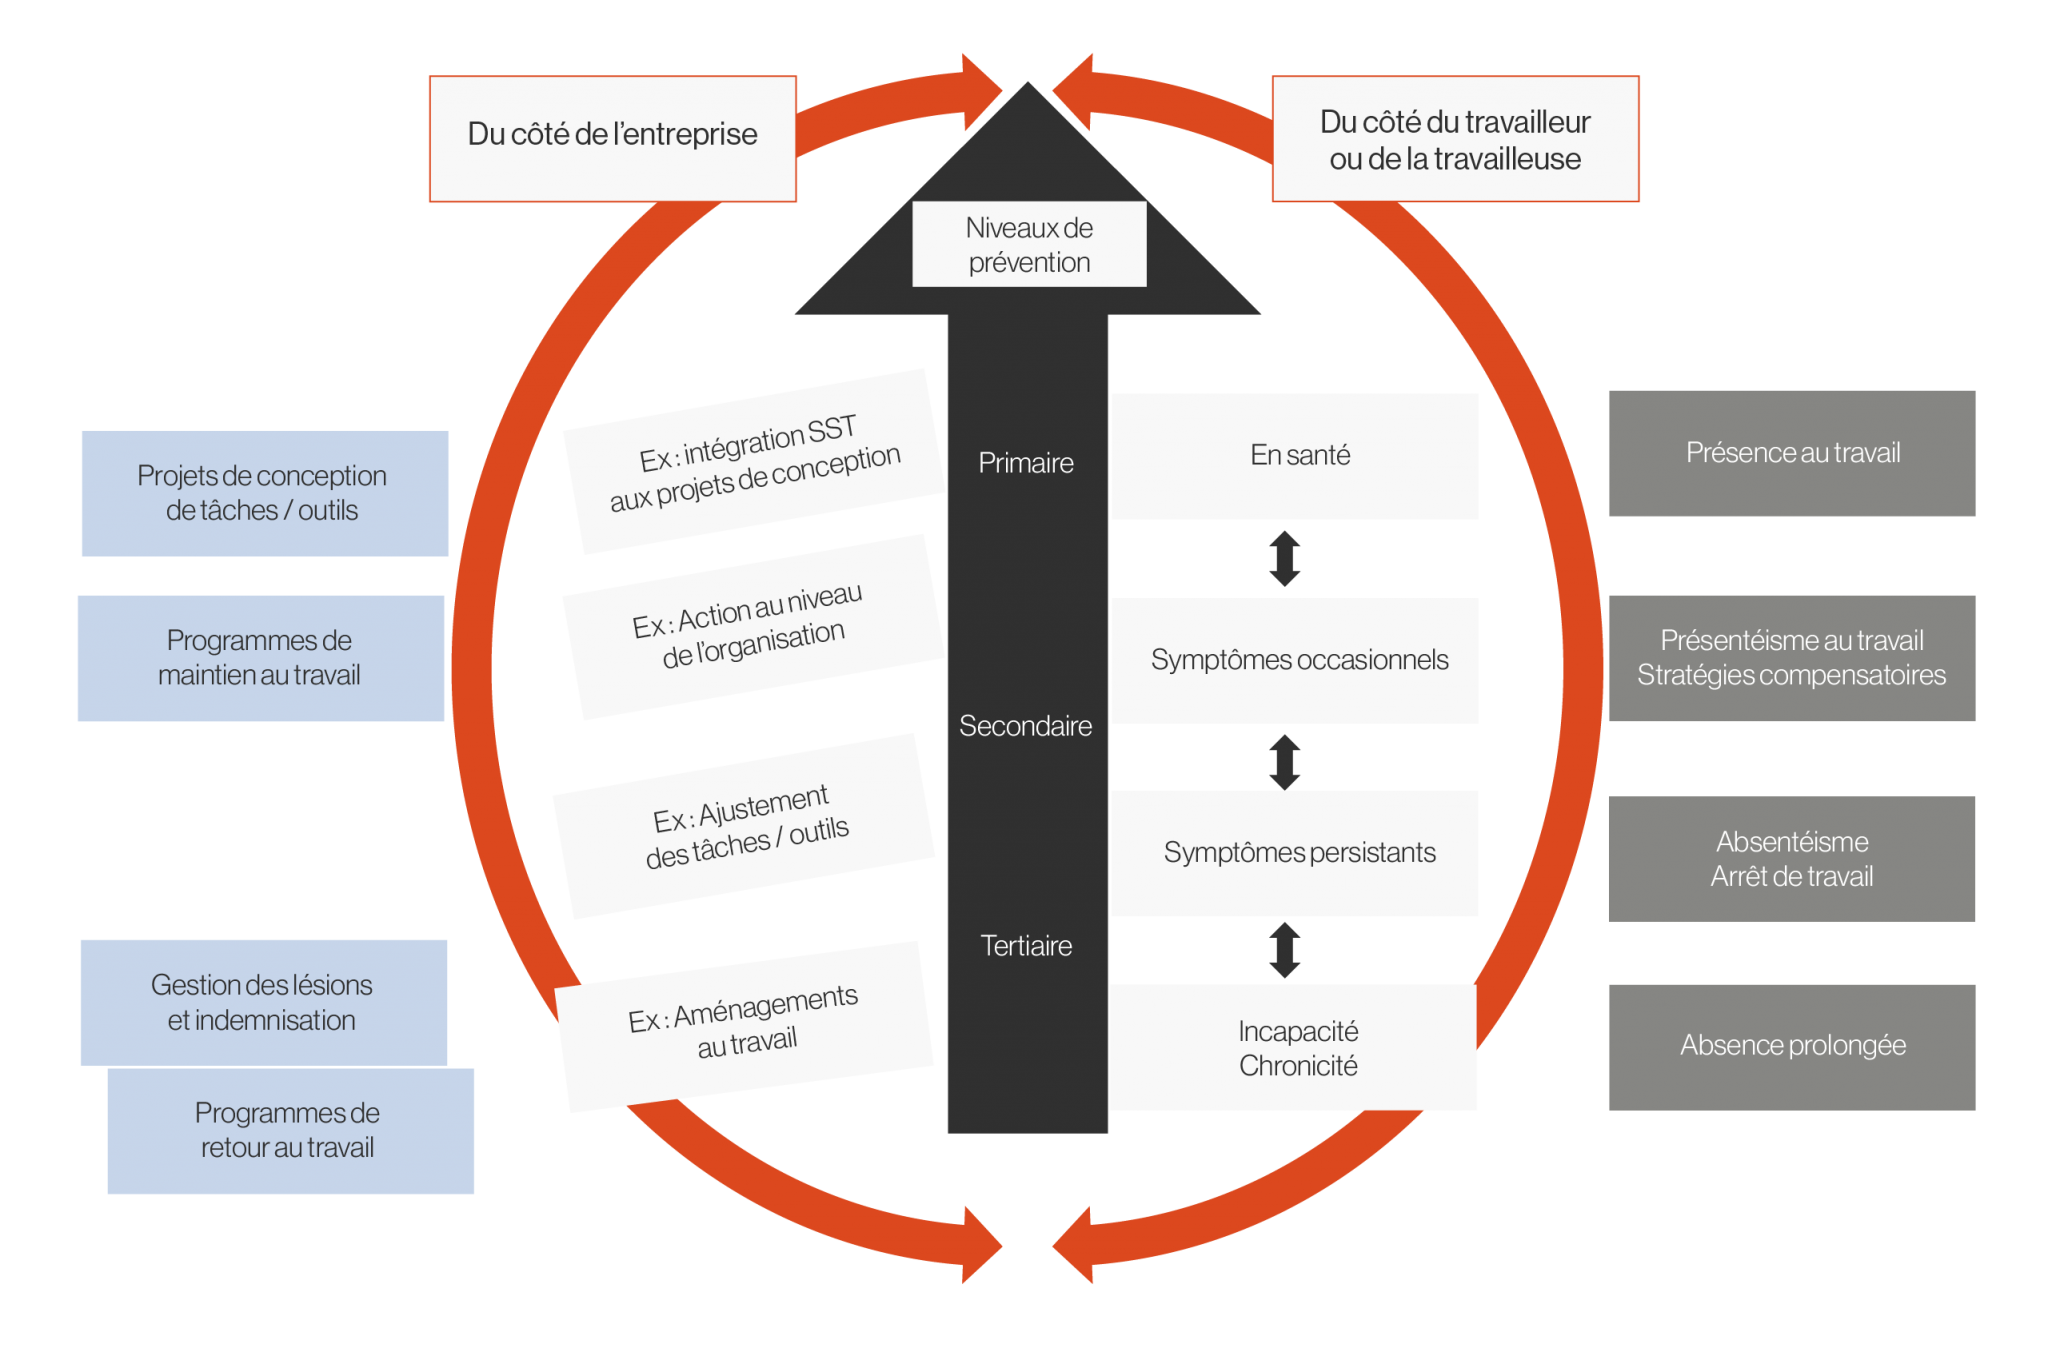 Du côté de l’entreprise
Du côté du travailleur
ou de la travailleuse
Niveaux de
prévention
Projets de conception
de tâches / outils
Programmes de
maintien au travail
Gestion des lésions
et indemnisation
Programmes de
retour au travail
Ex : intégration SST
aux projets de conception
Ex : Action au niveau
de l’organisation
Ex : Ajustement
des tâches / outils
Ex : Aménagements
au travail
Primaire
Secondaire
Tertiaire
En santé
Symptômes occasionnels
Symptômes persistants
Incapacité
Chronicité
Présence au travail
Présentéisme au travail
Stratégies compensatoires
Absentéisme
Arrêt de travail
Absence prolongée